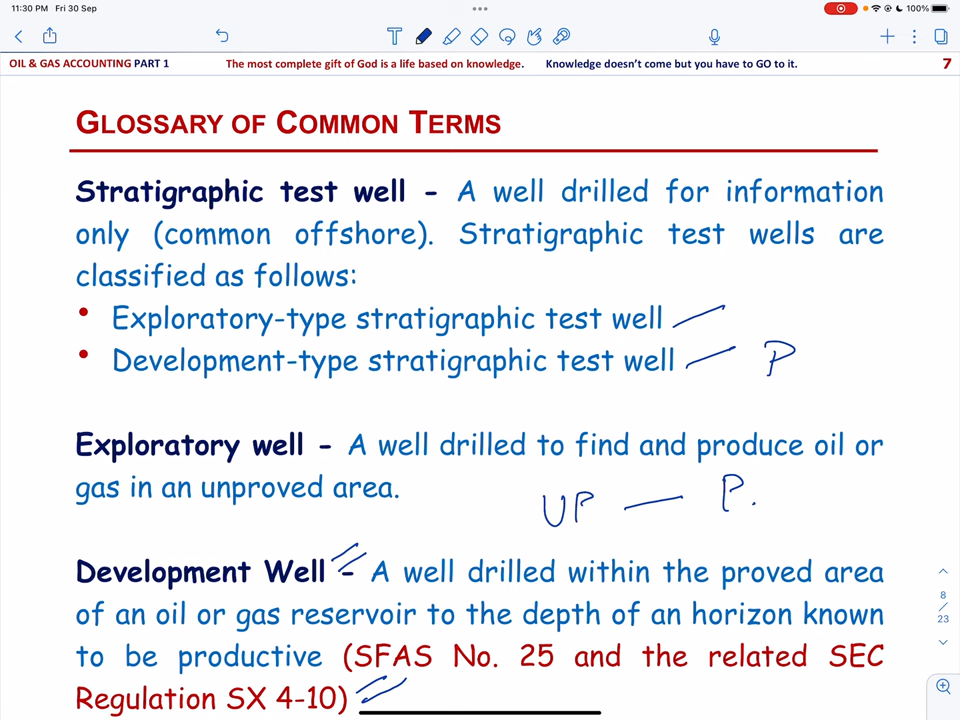 11:30 PM Fri 30 Sep
100%
OIL & GAS ACCOUNTING PART 1 The most complete gift of God is a life based on knowledge. Knowledge doesn't come but you have to GO to it. 7
GLOSSARY OF COMMON TERMS
Stratigraphic test well - A well drilled for information
only (common offshore). Stratigraphic test wells are
classified as follows:
• Exploratory-type stratigraphic test well
• Development-type stratigraphic test well P
Exploratory well - A well drilled to find and produce oil or
gas in an unproved area.
UP — P.
Development Well - A well drilled within the proved area
of an oil or gas reservoir to the depth of an horizon known
to be productive (SFAS No. 25 and the related SEC
Regulation SX 4-10)
8
/
23